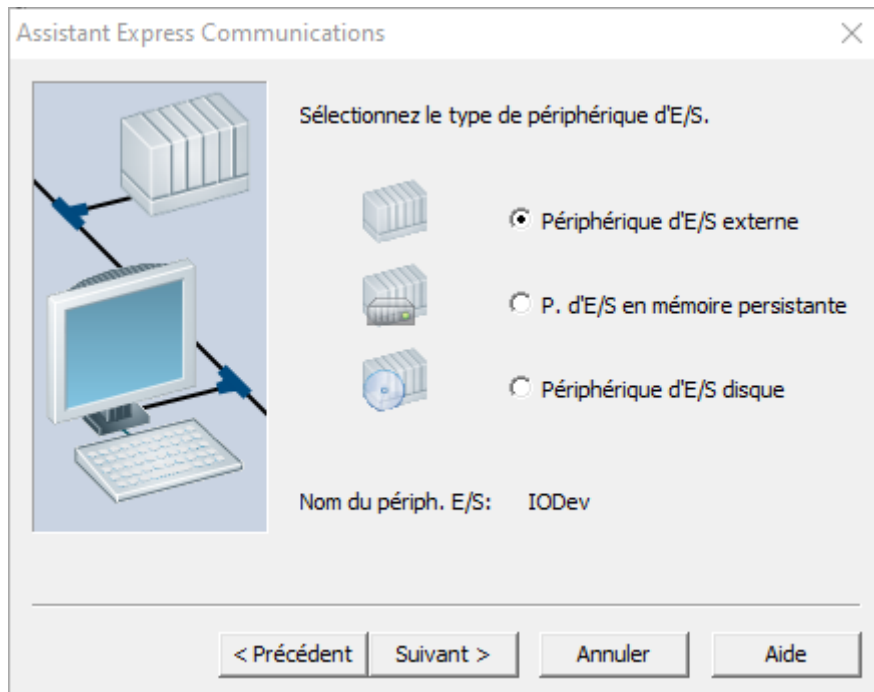 Assistant Express Communications
Sélectionnez le type de périphérique d'E/S.
Périphérique d'E/S externe
P. d'E/S en mémoire persistante
Périphérique d'E/S disque
Nom du périph. E/S: IODev
< Précédent Suivant > Annuler Aide